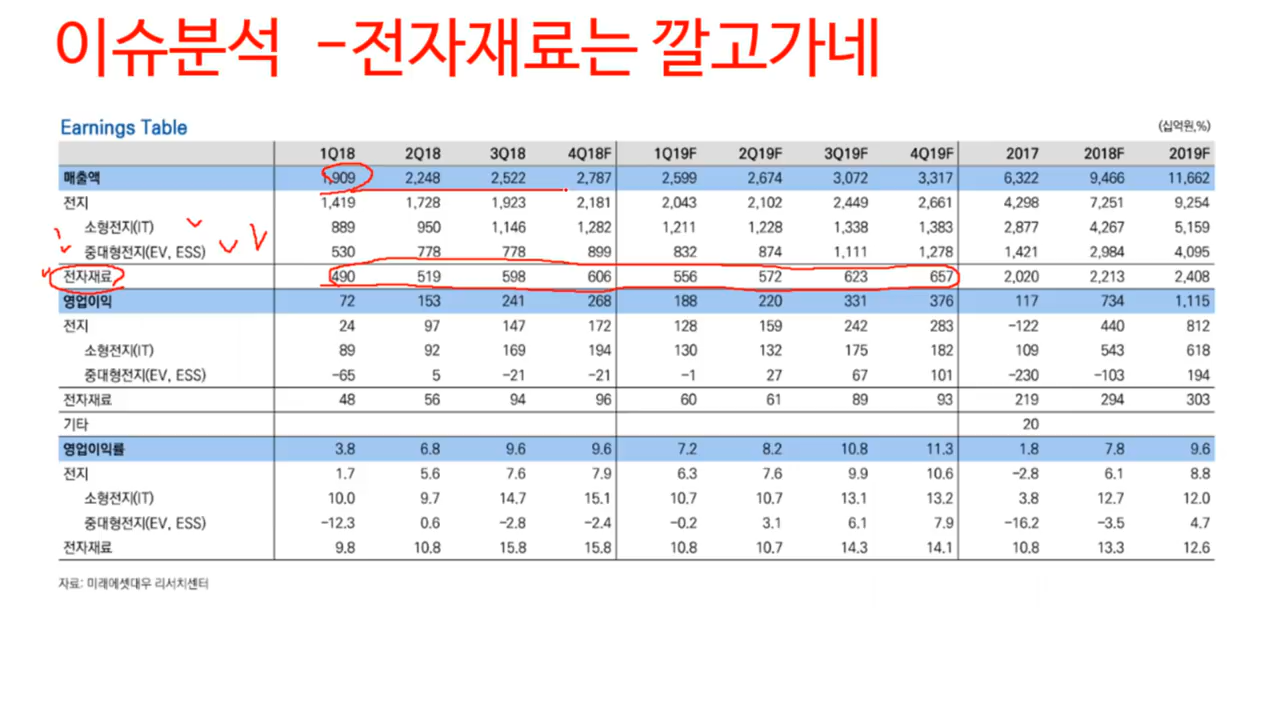 이슈분석 -전자재료는 깔고가네
Earnings Table
(십억원,%)
1Q18 2Q18 3Q18 4Q18F 1Q19F 2Q19F 3Q19F 4Q19F 2017 2018F 2019F
매출액 1,909 2,248 2,522 2,787 2,599 2,674 3,072 3,317 6,322 9,466 11,662
전지 1,419 1,728 1,923 2,181 2,043 2,102 2,449 2,661 4,298 7,251 9,254
소형전지(IT) 889 950 1,146 1,282 1,211 1,228 1,338 1,383 2,877 4,267 5,159
중대형전지(EV, ESS) 530 778 778 899 832 874 1,111 1,278 1,421 2,984 4,095
전자재료 490 519 598 606 556 572 623 657 2,020 2,213 2,408
영업이익 72 153 241 268 188 220 331 376 117 734 1,115
전지 24 97 147 172 128 159 242 283 -122 440 812
소형전지(IT) 89 92 169 194 130 132 175 182 109 543 618
중대형전지(EV, ESS) -65 5 -21 -21 -1 27 67 101 -230 -103 194
전자재료 48 56 94 96 60 61 89 93 219 294 303
기타 20
영업이익률 3.8 6.8 9.6 9.6 7.2 8.2 10.8 11.3 1.8 7.8 9.6
전지 1.7 5.6 7.6 7.9 6.3 7.6 9.9 10.6 -2.8 6.1 8.8
소형전지(IT) 10.0 9.7 14.7 15.1 10.7 10.7 13.1 13.2 3.8 12.7 12.0
중대형전지(EV, ESS) -12.3 0.6 -2.8 -2.4 -0.2 3.1 6.1 7.9 -16.2 -3.5 4.7
전자재료 9.8 10.8 15.8 15.8 10.8 10.7 14.3 14.1 10.8 13.3 12.6
자료: 미래에셋대우 리서치센터